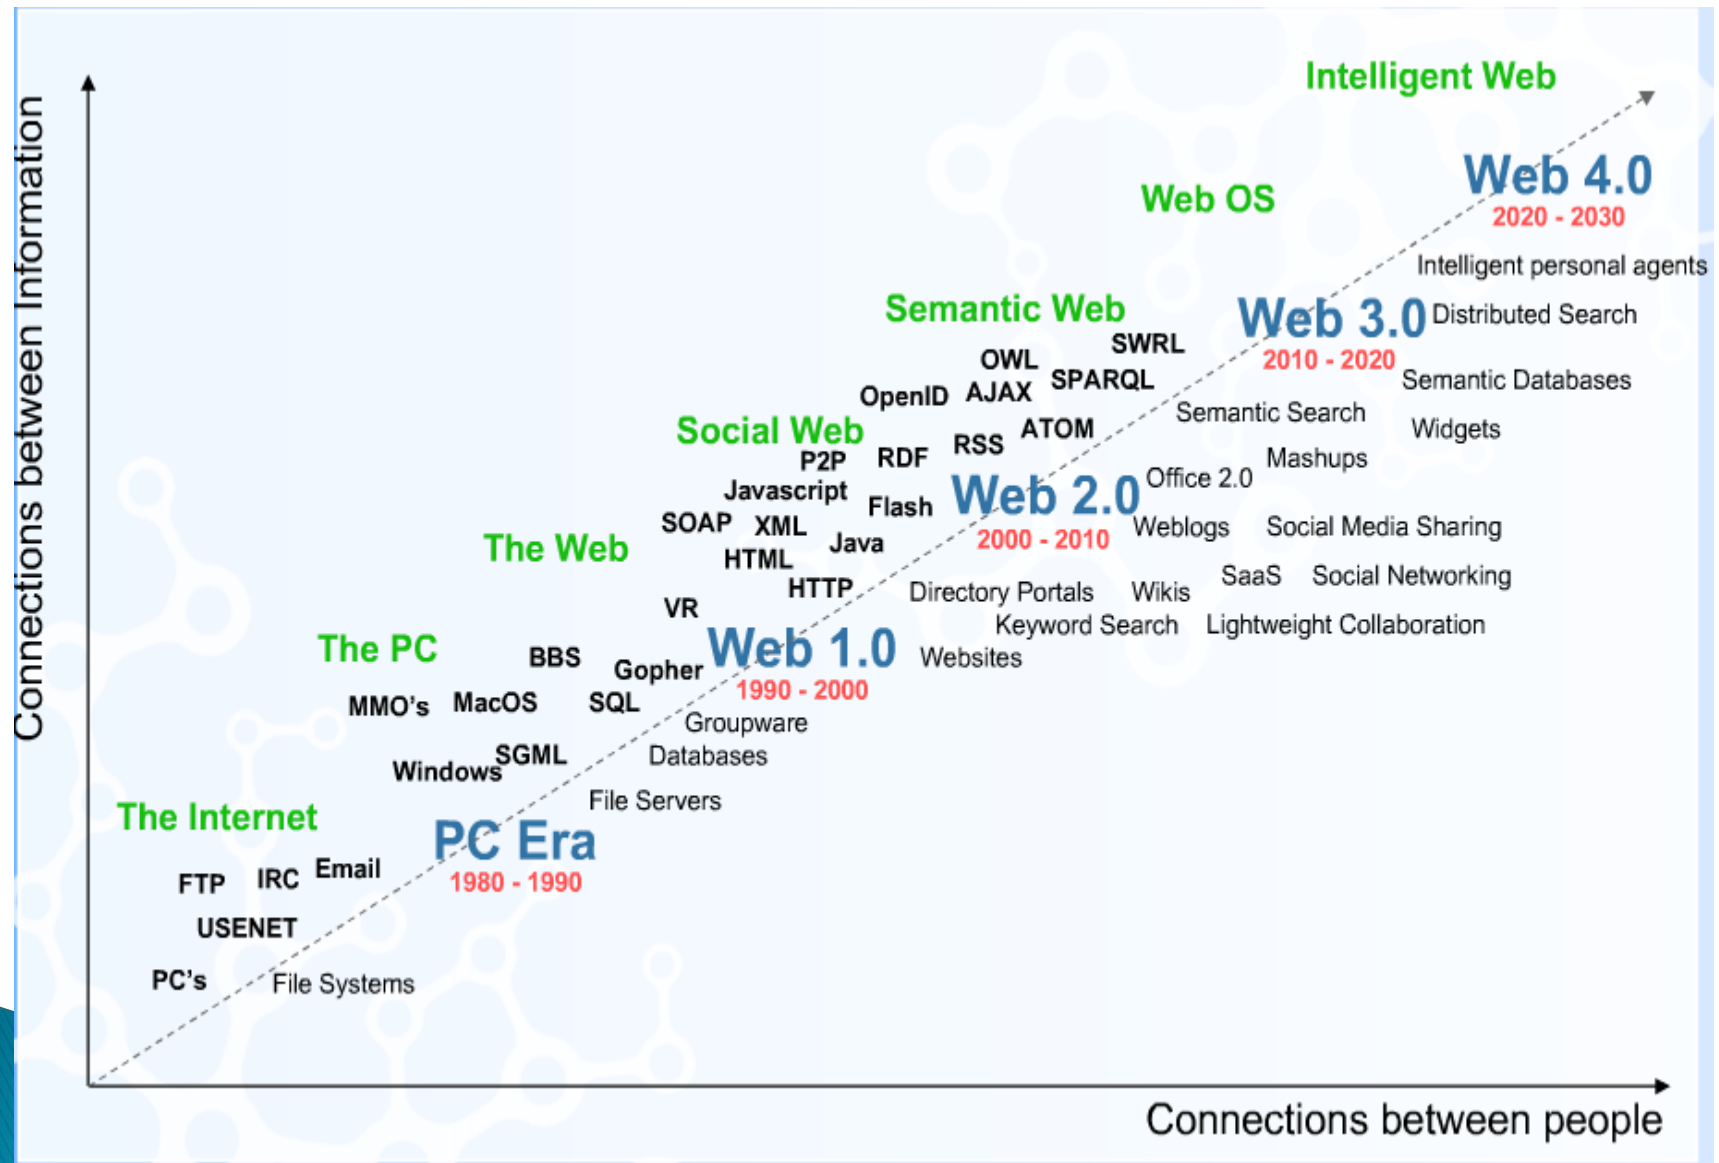 Intelligent Web
Web 4.0
2020 - 2030
Web OS
Intelligent personal agents
Semantic Web
Web 3.0
2010 - 2020
Distributed Search
SWRL
OWL
SPARQL
OpenID
AJAX
Semantic Databases
Semantic Search
Widgets
Social Web
ATOM
RSS
P2P
RDF
Mashups
Office 2.0
Web 2.0
2000 - 2010
Javascript
Flash
SOAP
XML
Java
Weblogs
Social Media Sharing
The Web
HTML
HTTP
SaaS
Social Networking
Directory Portals
Wikis
VR
Keyword Search
Lightweight Collaboration
The PC
BBS
Gopher
Web 1.0
1990 - 2000
Websites
MMO's
MacOS
SQL
Groupware
SGML
Databases
Windows
File Servers
The Internet
PC Era
1980 - 1990
FTP
IRC
Email
USENET
PC's
File Systems
Connections between Information
Connections between people